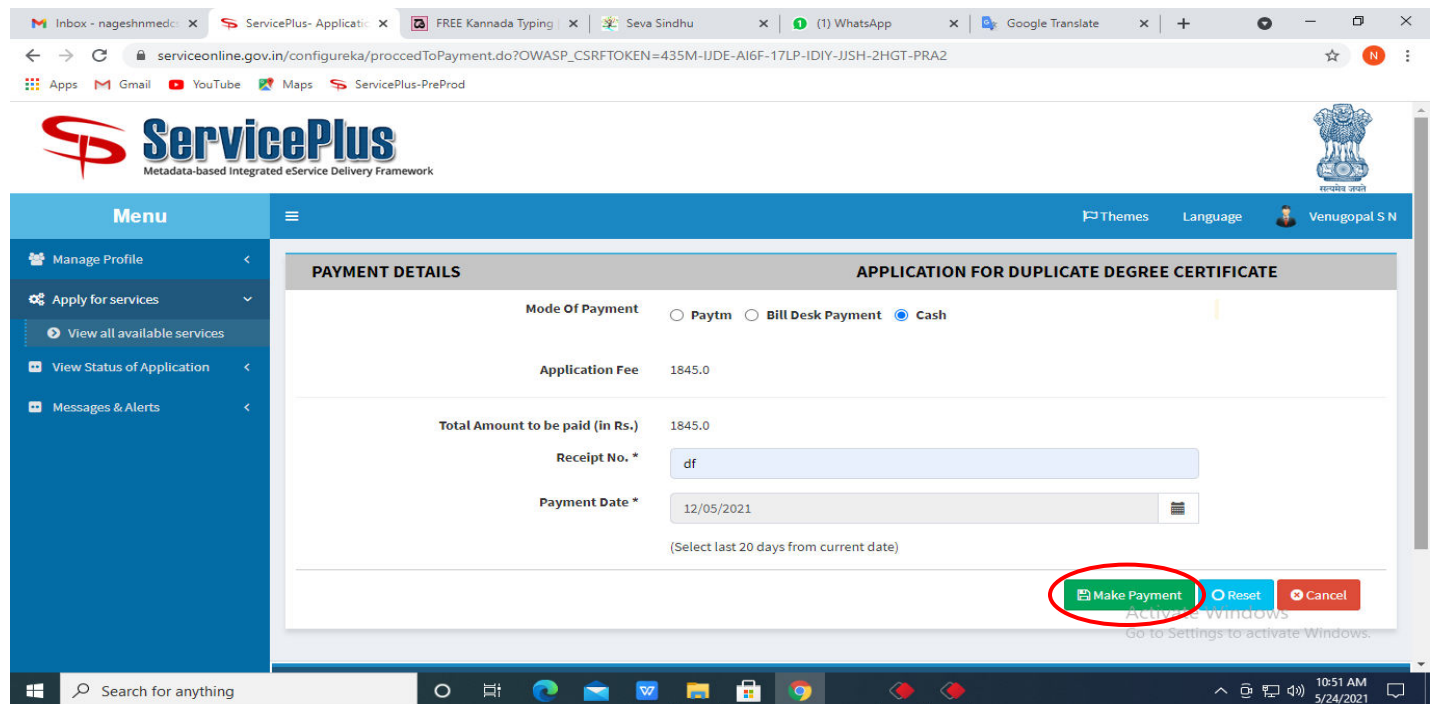 Inbox - nageshnmedcs
ServicePlus- Applicatio
FREE Kannada Typing
Seva Sindhu
(1) WhatsApp
Google Translate
serviceonline.gov.in/configureka/proccedToPayment.do?OWASP_CSRFTOKEN=435M-IJDE-AI6F-17LP-IDIY-JJSH-2HGT-PRA2
N
Apps
Gmail
YouTube
Maps
ServicePlus-PreProd
ServicePlus
Metadata-based Integrated eService Delivery Framework
सत्यमेव जयते
Menu
Themes
Language
Venugopal S N
Manage Profile
Apply for services
View all available services
View Status of Application
Messages & Alerts
PAYMENT DETAILS
APPLICATION FOR DUPLICATE DEGREE CERTIFICATE
Mode Of Payment
Paytm
Bill Desk Payment
Cash
Application Fee
1845.0
Total Amount to be paid (in Rs.)
1845.0
Receipt No. *
df
Payment Date *
12/05/2021
(Select last 20 days from current date)
Make Payment
Reset
Cancel
Activate Windows
Go to Settings to activate Windows.
Search for anything
10:51 AM
5/24/2021